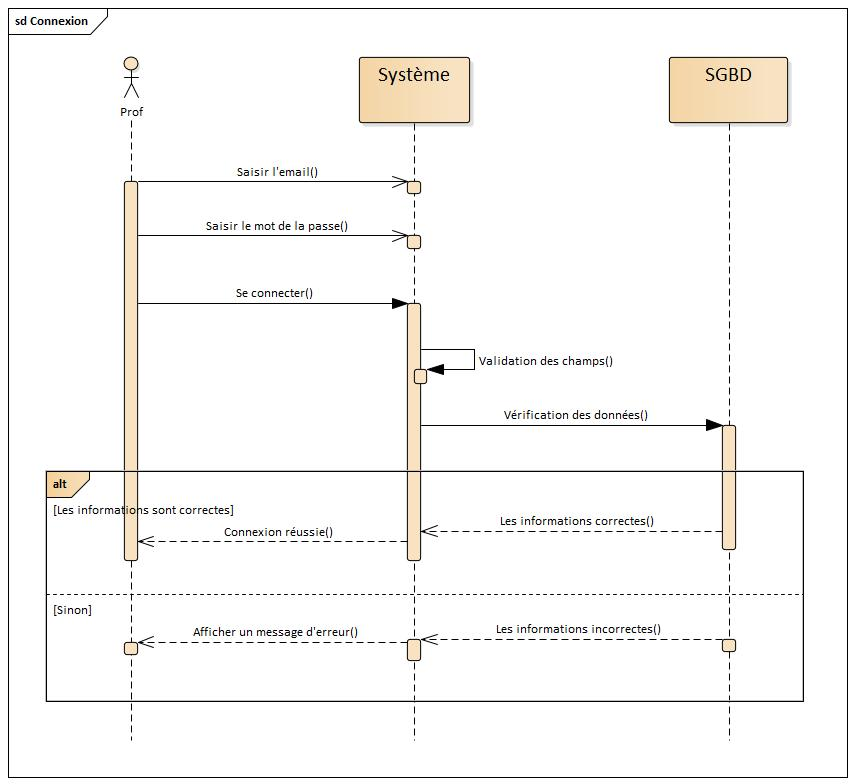 sd Connexion
Prof
Système
SGBD
Saisir l'email()
Saisir le mot de la passe()
Se connecter()
Validation des champs()
Vérification des données()
alt
[Les informations sont correctes]
Les informations correctes()
Connexion réussie()
[Sinon]
Les informations incorrectes()
Afficher un message d'erreur()